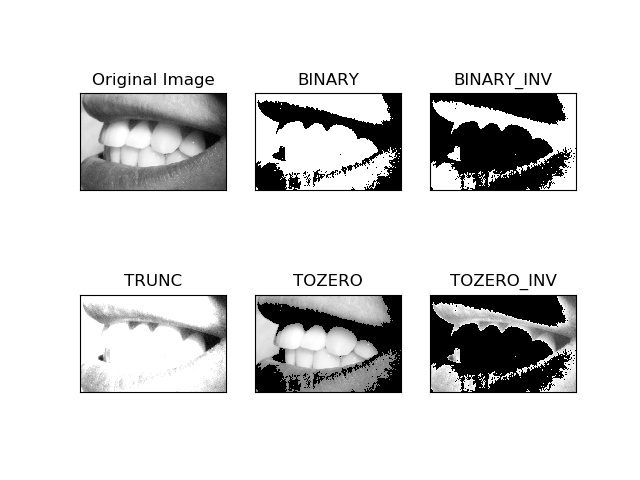 Original Image
BINARY
BINARY_INV
TRUNC
TOZERO
TOZERO_INV